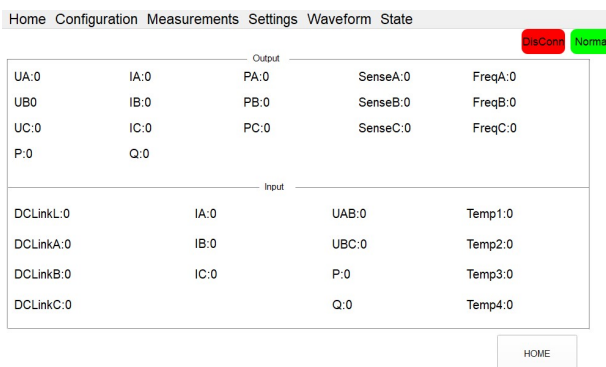 Home Configuration Measurements Settings Waveform State
DisConn Norma
Output
UA:0 IA:0 PA:0 SenseA:0 FreqA:0
UB0 IB:0 PB:0 SenseB:0 FreqB:0
UC:0 IC:0 PC:0 SenseC:0 FreqC:0
P:0 Q:0
Input
DCLinkL:0 IA:0 UAB:0 Temp1:0
DCLinkA:0 IB:0 UBC:0 Temp2:0
DCLinkB:0 IC:0 P:0 Temp3:0
DCLinkC:0 Q:0 Temp4:0
HOME